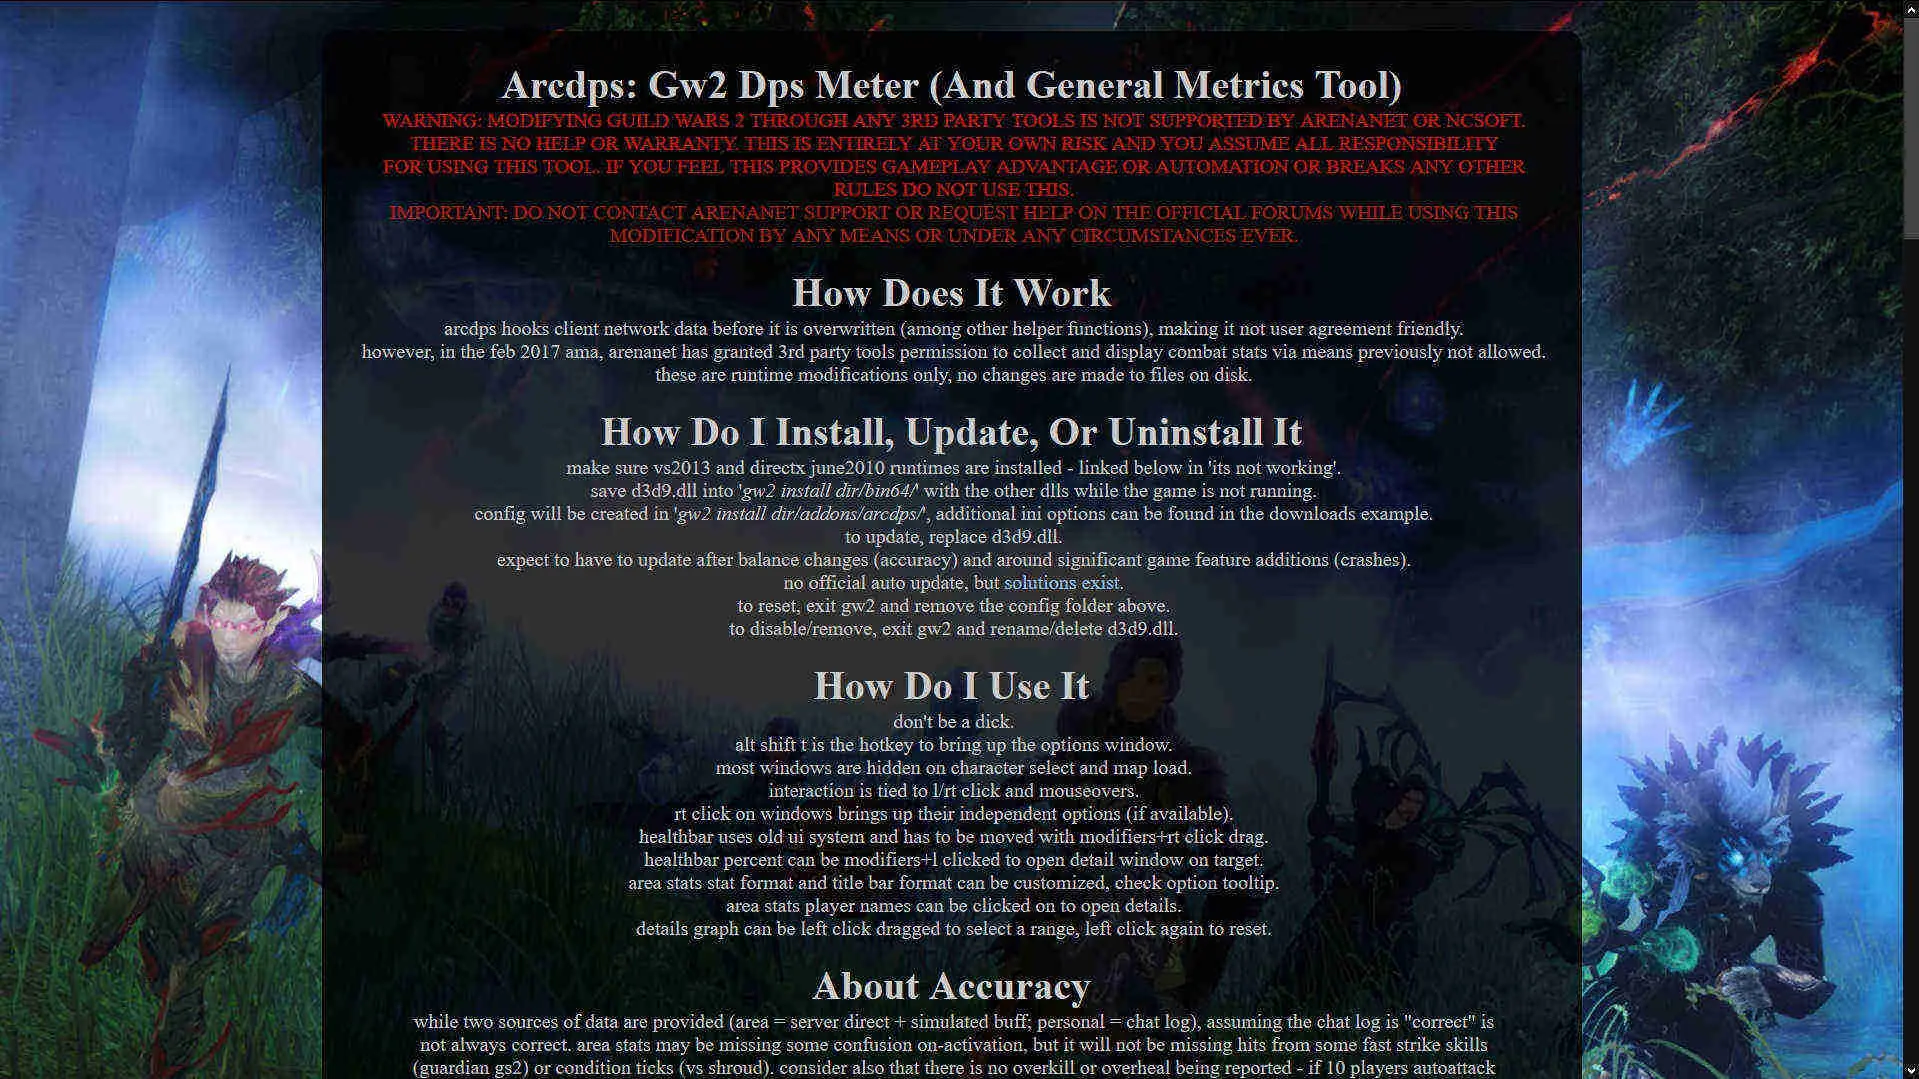 Arcdps: Gw2 Dps Meter (And General Metrics Tool)
WARNING: MODIFYING GUILD WARS 2 THROUGH ANY 3RD PARTY TOOLS IS NOT SUPPORTED BY ARENANET OR NCSOFT.
THERE IS NO HELP OR WARRANTY. THIS IS ENTIRELY AT YOUR OWN RISK AND YOU ASSUME ALL RESPONSIBILITY
FOR USING THIS TOOL. IF YOU FEEL THIS PROVIDES GAMEPLAY ADVANTAGE OR AUTOMATION OR BREAKS ANY OTHER
RULES DO NOT USE THIS.
IMPORTANT: DO NOT CONTACT ARENANET SUPPORT OR REQUEST HELP ON THE OFFICIAL FORUMS WHILE USING THIS
MODIFICATION BY ANY MEANS OR UNDER ANY CIRCUMSTANCES EVER.
How Does It Work
arcdps hooks client network data before it is overwritten (among other helper functions), making it not user agreement friendly.
however, in the feb 2017 ama, arenanet has granted 3rd party tools permission to collect and display combat stats via means previously not allowed.
these are runtime modifications only, no changes are made to files on disk.
How Do I Install, Update, Or Uninstall It
make sure vs2013 and directx june2010 runtimes are installed - linked below in 'its not working'.
save d3d9.dll into 'gw2 install dir/bin64/' with the other dlls while the game is not running.
config will be created in 'gw2 install dir/addons/arcdps/', additional ini options can be found in the downloads example.
to update, replace d3d9.dll.
expect to have to update after balance changes (accuracy) and around significant game feature additions (crashes).
no official auto update, but solutions exist.
to reset, exit gw2 and remove the config folder above.
to disable/remove, exit gw2 and rename/delete d3d9.dll.
How Do I Use It
don't be a dick.
alt shift t is the hotkey to bring up the options window.
most windows are hidden on character select and map load.
interaction is tied to l/rt click and mouseovers.
rt click on windows brings up their independent options (if available).
healthbar uses old ui system and has to be moved with modifiers+rt click drag.
healthbar percent can be modifiers+l clicked to open detail window on target.
area stats stat format and title bar format can be customized, check option tooltip.
area stats player names can be clicked on to open details.
details graph can be left click dragged to select a range, left click again to reset.
About Accuracy
while two sources of data are provided (area = server direct + simulated buff; personal = chat log), assuming the chat log is "correct" is
not always correct. area stats may be missing some confusion on-activation, but it will not be missing hits from some fast strike skills
(guardian gs2) or condition ticks (vs shroud). consider also that there is no overkill or overheal being reported - if 10 players autoattack